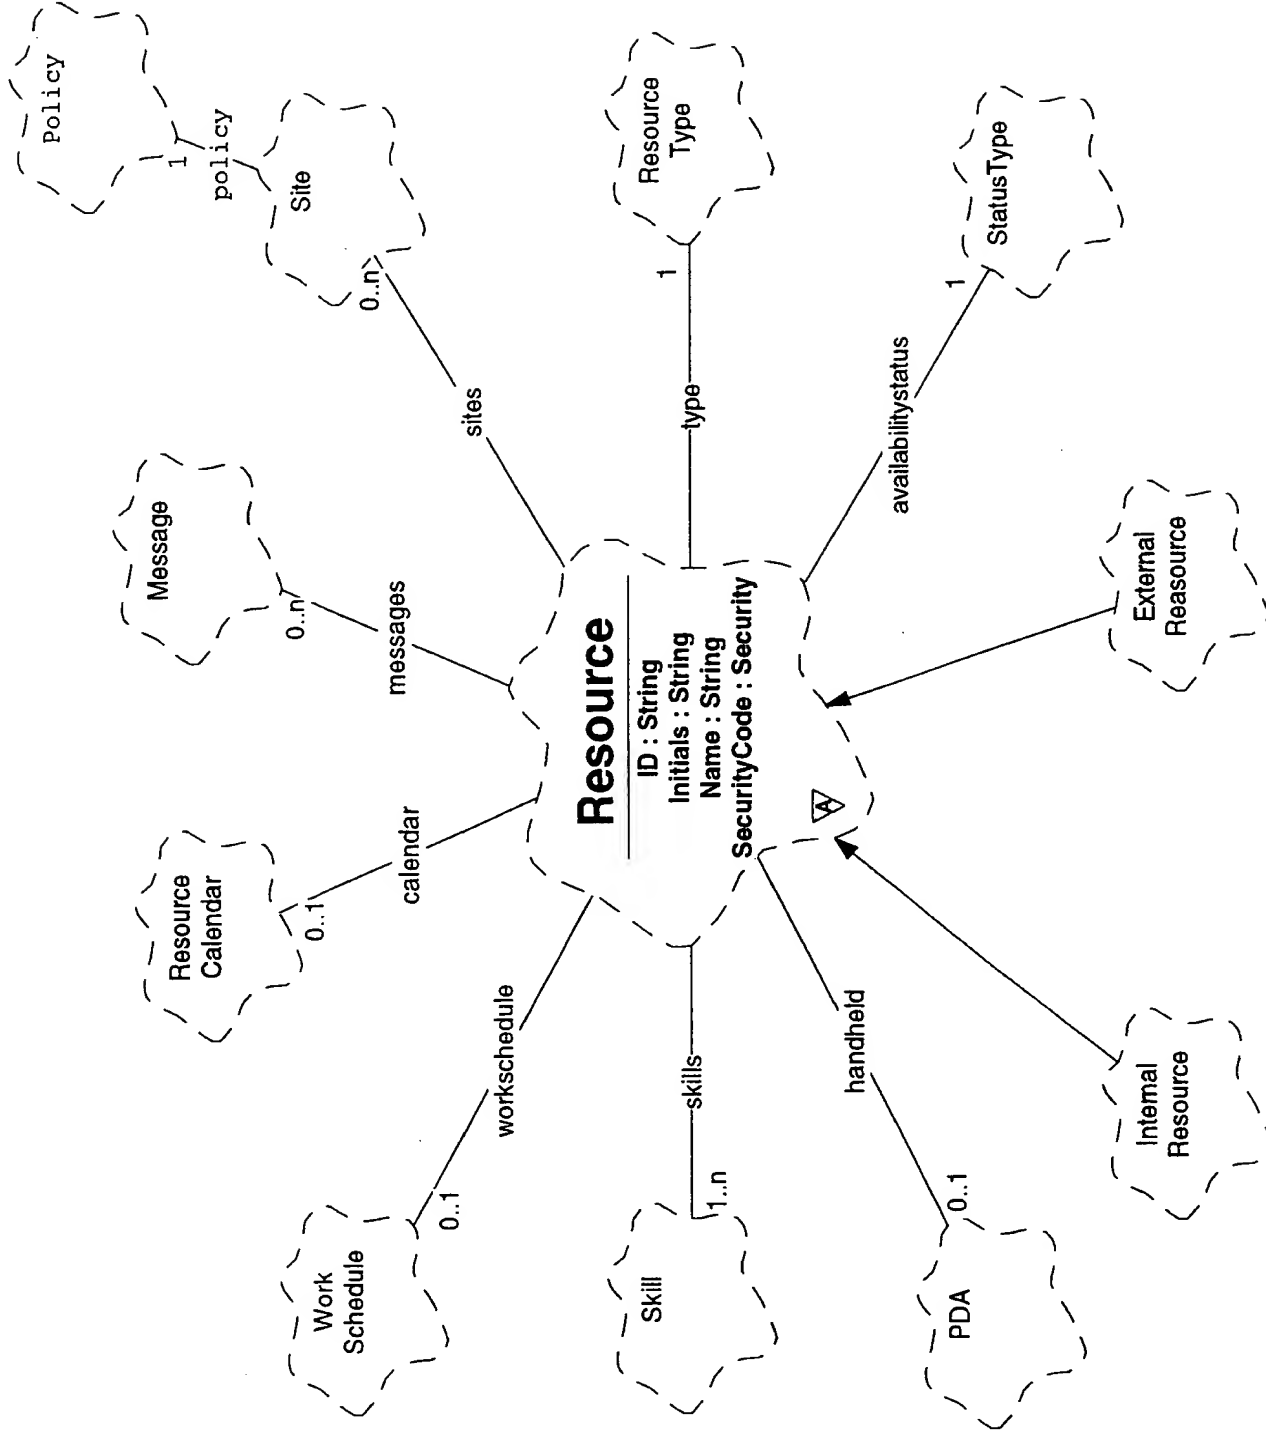 Policy
1
policy
Site
0..n
sites
Message
0..n
messages
Resource
Calendar
0..1
calendar
Work
Schedule
0..1
workschedule
Resource
Type
1
type
Resource
ID : String
Initials : String
Name : String
SecurityCode : Security
A
Skill
1..n
skills
StatusType
1
availabilitystatus
PDA
0..1
handheld
External
Reasource
Internal
Resource